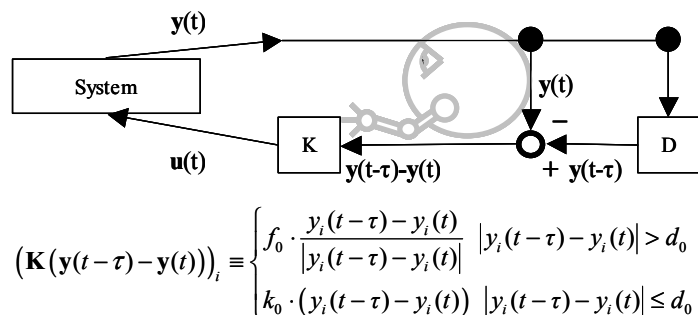 y(t)
System
y(t)
−
K
D
u(t)
y(t-τ)-y(t)
+ y(t-τ)
(K(y(t−τ)−y(t)))ᵢ ≡ { f₀ · (yᵢ(t−τ)−yᵢ(t)) / |yᵢ(t−τ)−yᵢ(t)| |yᵢ(t−τ)−yᵢ(t)| > d₀
k₀ · (yᵢ(t−τ)−yᵢ(t)) |yᵢ(t−τ)−yᵢ(t)| ≤ d₀